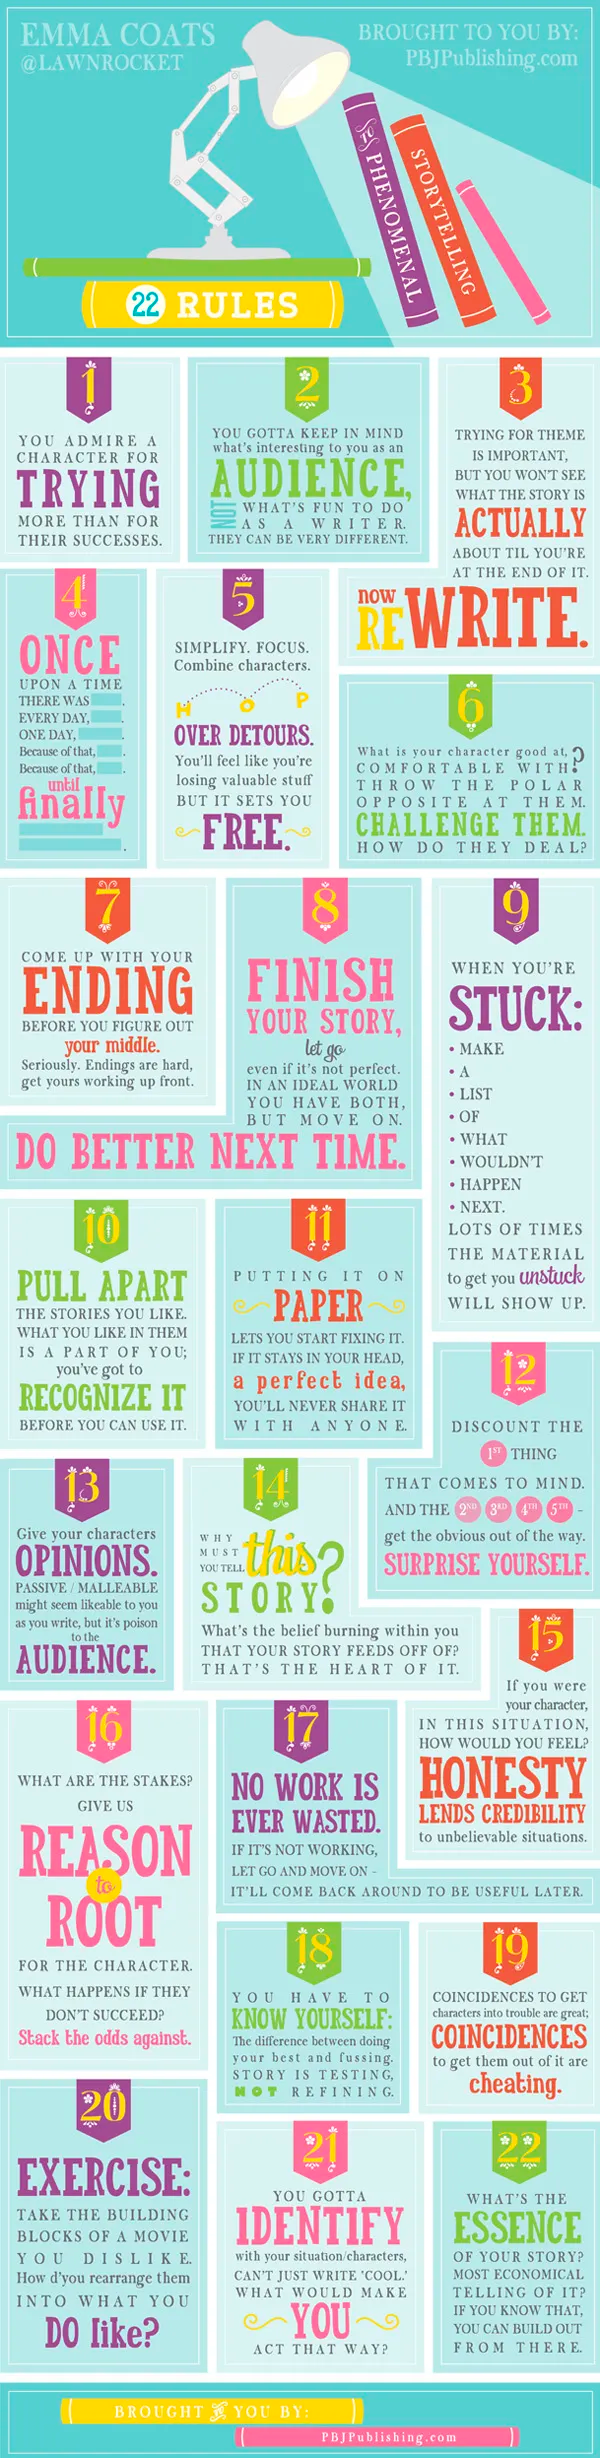 EMMA COATS
@LAWNROCKET
BROUGHT TO YOU BY:
PBJPublishing.com
TO PHENOMENAL
STORYTELLING
22 RULES
1
YOU ADMIRE A
CHARACTER FOR
TRYING
MORE THAN FOR
THEIR SUCCESSES.
2
YOU GOTTA KEEP IN MIND
what's interesting to you as an
AUDIENCE,
NOT WHAT'S FUN TO DO
AS A WRITER.
THEY CAN BE VERY DIFFERENT.
3
TRYING FOR THEME
IS IMPORTANT,
BUT YOU WON'T SEE
WHAT THE STORY IS
ACTUALLY
ABOUT TIL YOU'RE
AT THE END OF IT.
NOW
REWRITE.
4
ONCE
UPON A TIME
THERE WAS .
EVERY DAY, .
ONE DAY, .
Because of that, .
Because of that, .
until
finally
.
5
SIMPLIFY. FOCUS.
Combine characters.
HOP
OVER DETOURS.
You'll feel like you're
losing valuable stuff
BUT IT SETS YOU
FREE.
6
What is your character good at,
COMFORTABLE WITH?
THROW THE POLAR
OPPOSITE AT THEM.
CHALLENGE THEM.
HOW DO THEY DEAL?
7
COME UP WITH YOUR
ENDING
BEFORE YOU FIGURE OUT
your middle.
Seriously. Endings are hard,
get yours working up front.
8
FINISH
YOUR STORY,
let go
even if it's not perfect.
IN AN IDEAL WORLD
YOU HAVE BOTH,
BUT MOVE ON.
DO BETTER NEXT TIME.
9
WHEN YOU'RE
STUCK:
• MAKE
• A
• LIST
• OF
• WHAT
• WOULDN'T
• HAPPEN
• NEXT.
LOTS OF TIMES
THE MATERIAL
to get you unstuck
WILL SHOW UP.
10
PULL APART
THE STORIES YOU LIKE.
WHAT YOU LIKE IN THEM
IS A PART OF YOU;
you've got to
RECOGNIZE IT
BEFORE YOU CAN USE IT.
11
PUTTING IT ON
PAPER
LETS YOU START FIXING IT.
IF IT STAYS IN YOUR HEAD,
a perfect idea,
YOU'LL NEVER SHARE IT
WITH ANYONE.
12
DISCOUNT THE
1ST THING
THAT COMES TO MIND.
AND THE 2ND 3RD 4TH 5TH -
get the obvious out of the way.
SURPRISE YOURSELF.
13
Give your characters
OPINIONS.
PASSIVE / MALLEABLE
might seem likeable to you
as you write, but it's poison
to the
AUDIENCE.
14
WHY
MUST
YOU TELL this
STORY?
What's the belief burning within you
THAT YOUR STORY FEEDS OFF OF?
THAT'S THE HEART OF IT.
15
If you were
your character,
IN THIS SITUATION,
HOW WOULD YOU FEEL?
HONESTY
LENDS CREDIBILITY
to unbelievable situations.
16
WHAT ARE THE STAKES?
GIVE US
REASON
to
ROOT
FOR THE CHARACTER.
WHAT HAPPENS IF THEY
DON'T SUCCEED?
Stack the odds against.
17
NO WORK IS
EVER WASTED.
IF IT'S NOT WORKING,
LET GO AND MOVE ON -
IT'LL COME BACK AROUND TO BE USEFUL LATER.
18
YOU HAVE TO
KNOW YOURSELF:
The difference between doing
your best and fussing.
STORY IS TESTING,
NOT REFINING.
19
COINCIDENCES TO GET
characters into trouble are great;
COINCIDENCES
to get them out of it are
cheating.
20
EXERCISE:
TAKE THE BUILDING
BLOCKS OF A MOVIE
YOU DISLIKE.
How d'you rearrange them
INTO WHAT YOU
DO like?
21
YOU GOTTA
IDENTIFY
with your situation/characters,
CAN'T JUST WRITE 'COOL.'
WHAT WOULD MAKE
YOU
ACT THAT WAY?
22
WHAT'S THE
ESSENCE
OF YOUR STORY?
MOST ECONOMICAL
TELLING OF IT?
IF YOU KNOW THAT,
YOU CAN BUILD OUT
FROM THERE.
BROUGHT TO YOU BY:
PBJPublishing.com